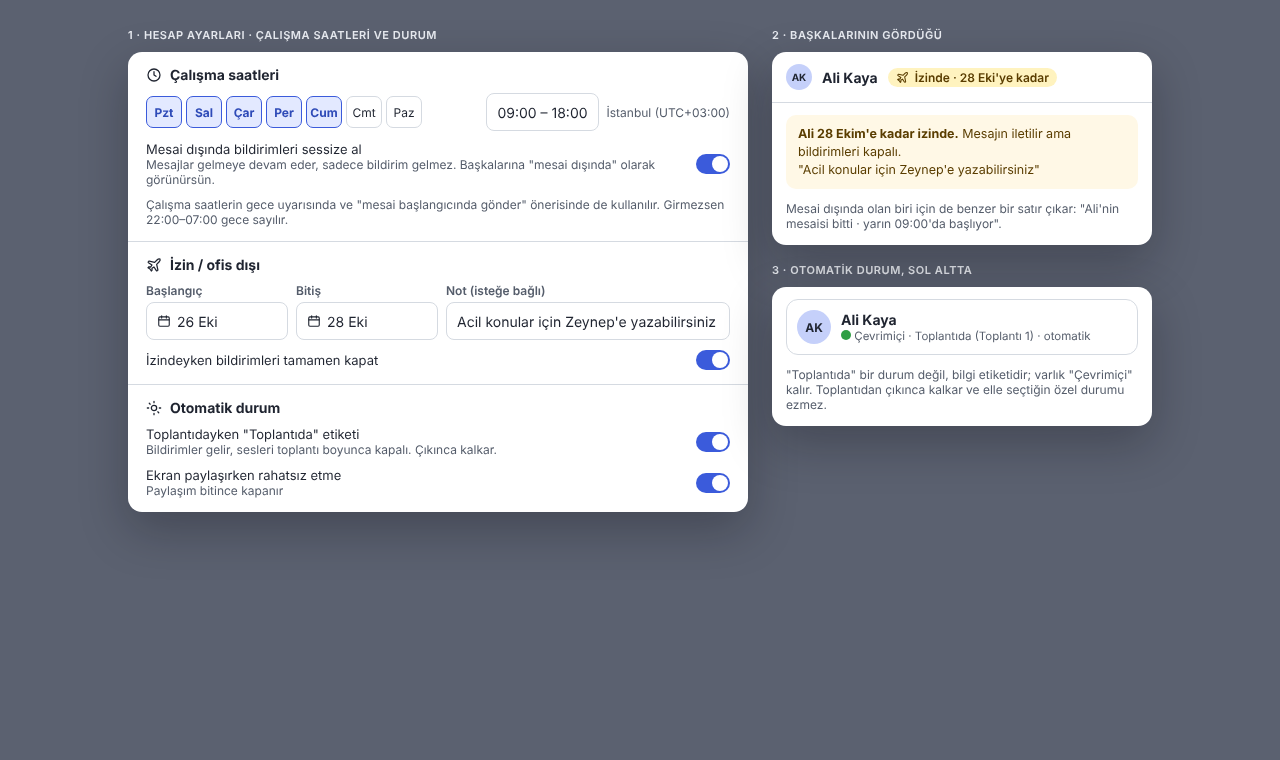 1 · HESAP AYARLARI · ÇALIŞMA SAATLERİ VE DURUM
Çalışma saatleri
Pzt Sal Çar Per Cum Cmt Paz 09:00 – 18:00 İstanbul (UTC+03:00)
Mesai dışında bildirimleri sessize al
Mesajlar gelmeye devam eder, sadece bildirim gelmez. Başkalarına "mesai dışında" olarak
görünürsün.
Çalışma saatlerin gece uyarısında ve "mesai başlangıcında gönder" önerisinde de kullanılır. Girmezsen
22:00–07:00 gece sayılır.
İzin / ofis dışı
Başlangıç Bitiş Not (isteğe bağlı)
26 Eki 28 Eki Acil konular için Zeynep'e yazabilirsiniz
İzindeyken bildirimleri tamamen kapat
Otomatik durum
Toplantıdayken "Toplantıda" etiketi
Bildirimler gelir, sesleri toplantı boyunca kapalı. Çıkınca kalkar.
Ekran paylaşırken rahatsız etme
Paylaşım bitince kapanır
2 · BAŞKALARININ GÖRDÜĞÜ
AK Ali Kaya İzinde · 28 Eki'ye kadar
Ali 28 Ekim'e kadar izinde. Mesajın iletilir ama
bildirimleri kapalı.
"Acil konular için Zeynep'e yazabilirsiniz"
Mesai dışında olan biri için de benzer bir satır çıkar: "Ali'nin
mesaisi bitti · yarın 09:00'da başlıyor".
3 · OTOMATİK DURUM, SOL ALTTA
AK Ali Kaya
Çevrimiçi · Toplantıda (Toplantı 1) · otomatik
"Toplantıda" bir durum değil, bilgi etiketidir; varlık "Çevrimiçi"
kalır. Toplantıdan çıkınca kalkar ve elle seçtiğin özel durumu
ezmez.